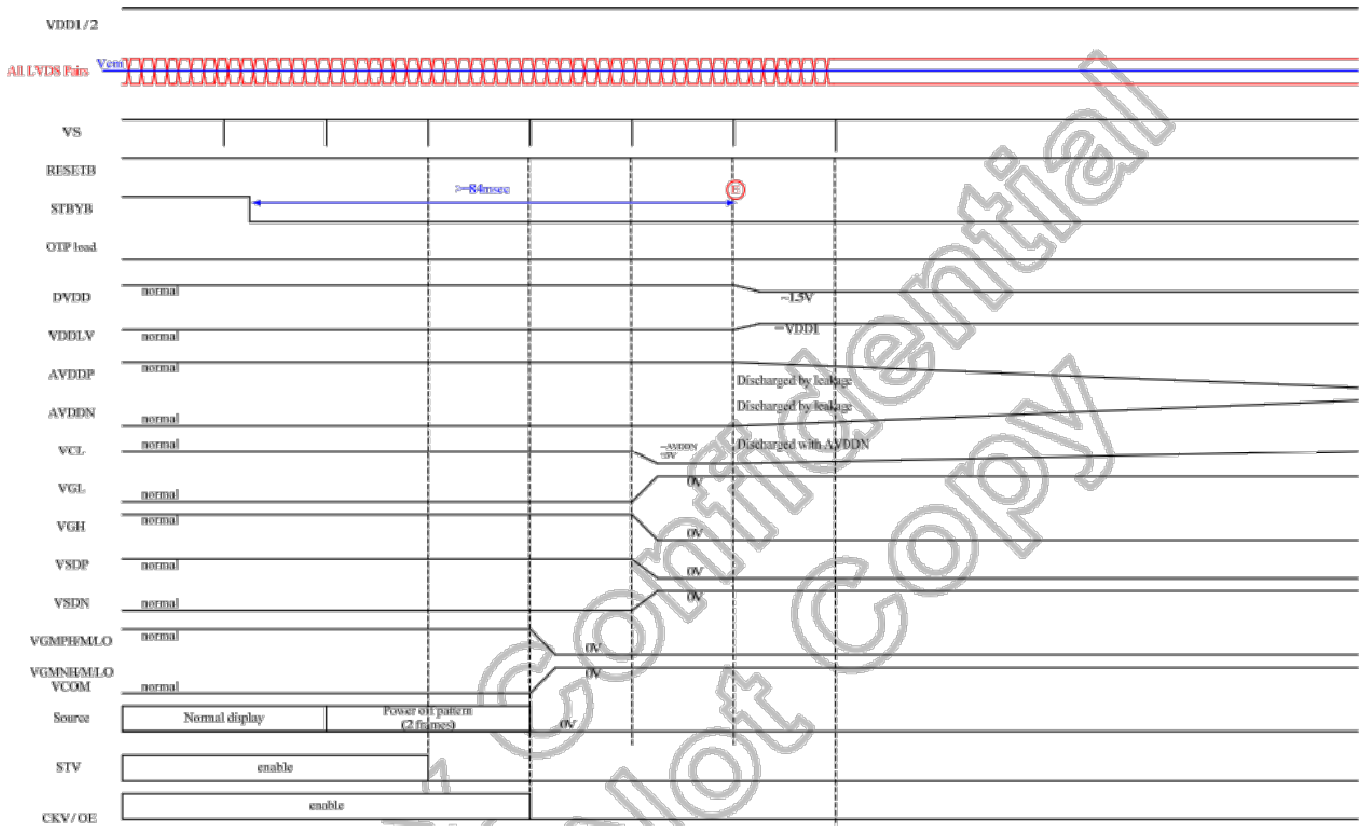 VDD1/2
All LVDS Pairs Vcm
VS
RESETB
>=84msec E
STBYB
OTP load
DVDD normal ~1.5V
VDDLV normal =VDD1
AVDDP normal Discharged by leakage
AVDDN normal Discharged by leakage
VCL normal Discharged with AVDDN
VGL normal 0V
VGH normal 0V
VSDP normal 0V
VSDN normal 0V
VGMPH/M/LO normal 0V
VGMNH/M/LO 0V
VCOM normal
Source Normal display Power off pattern
(2 frames) 0V
STV enable
CKV/OE enable
Confidential
Copy